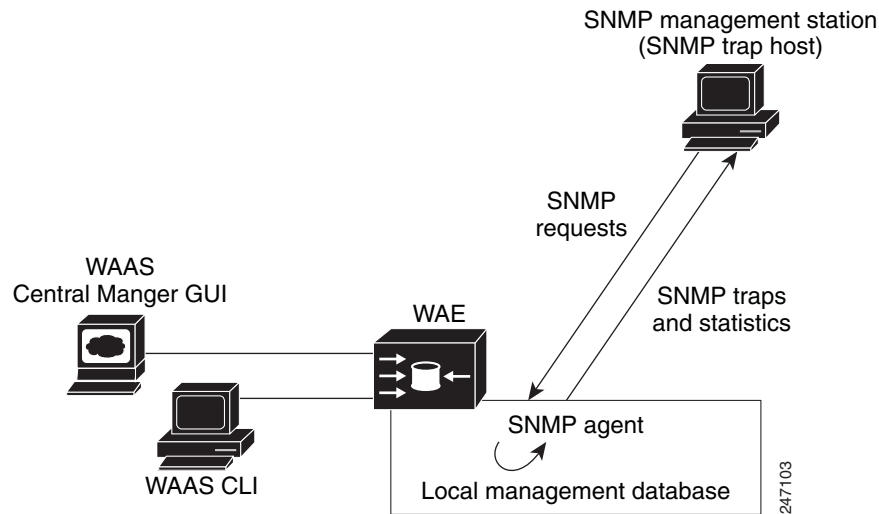 SNMP management station
(SNMP trap host)
SNMP
requests
WAAS
Central Manger GUI
SNMP traps
and statistics
WAE
SNMP agent
WAAS CLI
Local management database
247103